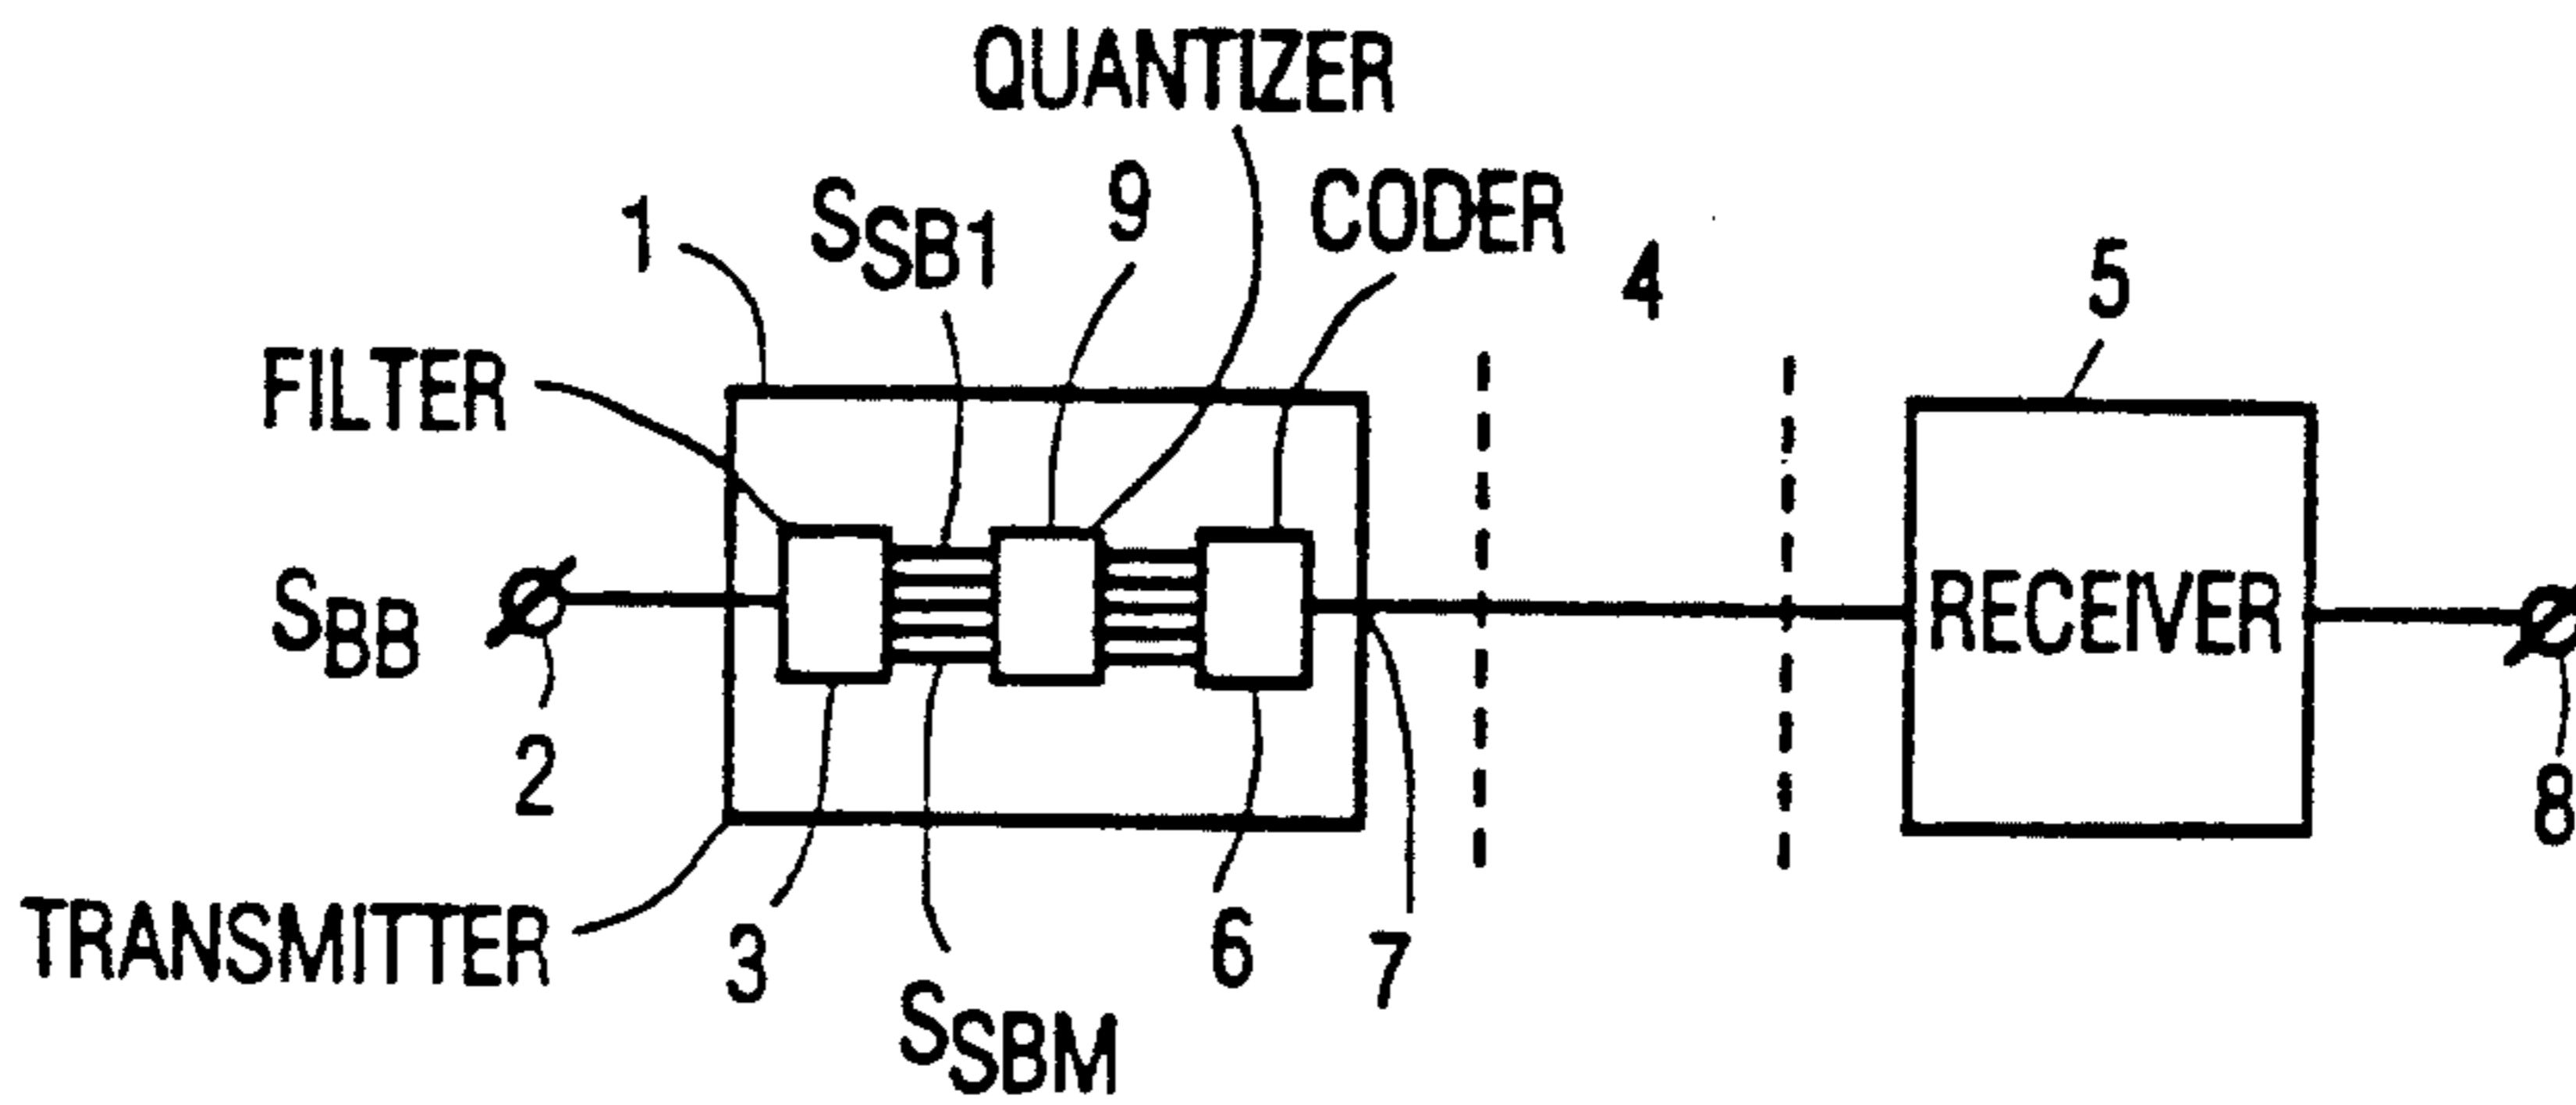 QUANTIZER
1
SSB1
9
CODER
4
5
FILTER
SBB
RECEIVER
2
8
TRANSMITTER
3
6
7
SSBM